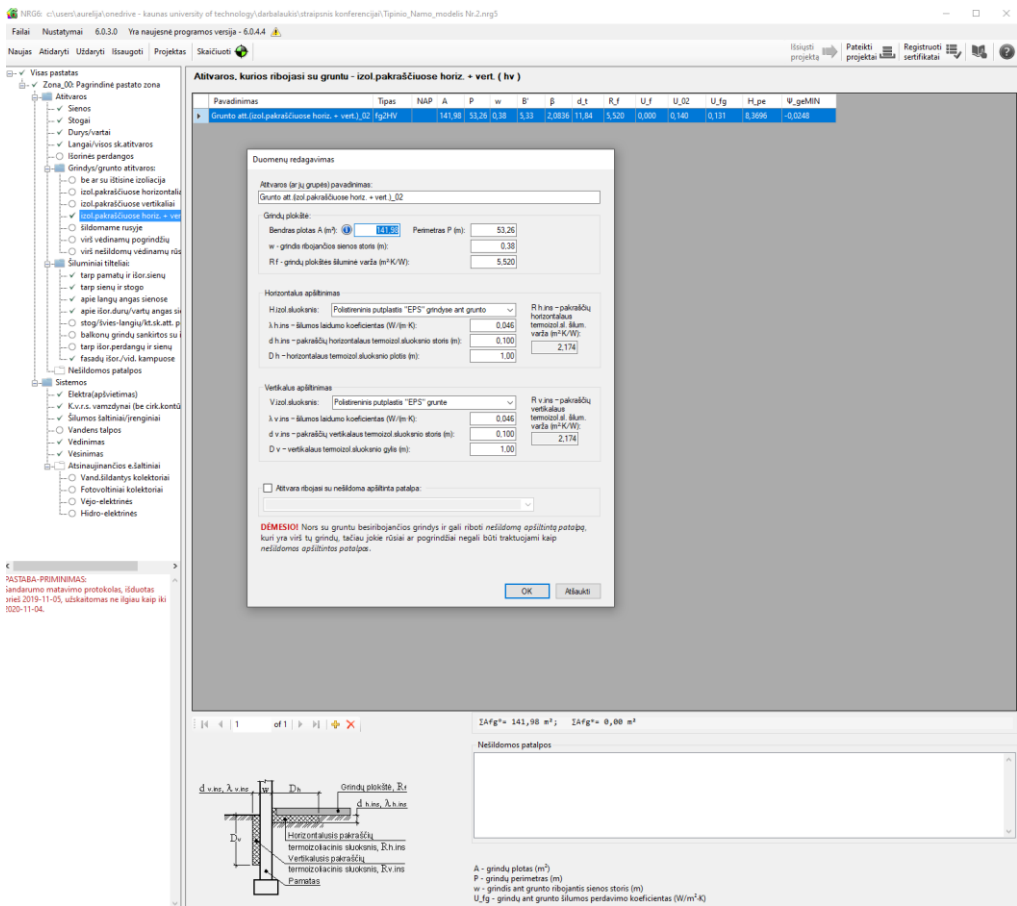 NRG6: c:\users\aurelija\onedrive - kaunas university of technology\darbalaukis\straipsnis konferencijai\Tipinio_Namo_modelis Nr.2.nrg5
Failai Nustatymai 6.0.3.0 Yra naujesnė programos versija - 6.0.4.4
Naujas Atidaryti Uždaryti Išsaugoti Projektas Skaičiuoti
Išsiųsti projektą
Pateikti projektai
Registruoti sertifikatai
Visas pastatas
Zona_00: Pagrindinė pastato zona
Atitvaros
Sienos
Stogai
Durys/vartai
Langai/visos sk.atitvaros
Išorinės perdangos
Grindys/grunto atitvaros:
be ar su ištisine izoliacija
izol.pakraščiuose horizontalia
izol.pakraščiuose vertikaliai
izol.pakraščiuose horiz. + ver
šildomame rusyje
virš vėdinamų pogrindžių
virš nešildomų vėdinamų rūs
Šiluminiai tilteliai:
tarp pamatų ir išor.sienų
tarp sienų ir stogo
apie langų angas sienose
apie išor.durų/vartų angas si
stog/švies-langių/kt.sk.att. p
balkonų grindų sankirtos su i
tarp išor.perdangų ir sienų
fasadų išor./vid. kampuose
Nešildomos patalpos
Sistemos
Elektra(apšvietimas)
K.v.r.s. vamzdynai (be cirk.kontū
Šilumos šaltiniai/įrenginiai
Vandens talpos
Vėdinimas
Vėsinimas
Atsinaujinančios e.šaltiniai
Vand.šildantys kolektoriai
Fotovoltiniai kolektoriai
Vėjo-elektrinės
Hidro-elektrinės
PASTABA-PRIMINIMAS:
Sandarumo matavimo protokolas, išduotas
prieš 2019-11-05, užskaitomas ne ilgiau kaip iki
2020-11-04.
Atitvaros, kurios ribojasi su gruntu - izol.pakraščiuose horiz. + vert. ( hv )
Pavadinimas Tipas NAP A P w B' β d_t R_f U_f U_02 U_fg H_pe Ψ_geMIN
Grunto att.(izol.pakraščiuose horiz. + vert.)_02 fg2HV 141,98 53,26 0,38 5,33 2,0836 11,84 5,520 0,000 0,140 0,131 8,3696 -0,0248
Duomenų redagavimas
Atitvaros (ar jų grupės) pavadinimas:
Grunto att.(izol.pakraščiuose horiz. + vert.)_02
Grindų plokštė:
Bendras plotas A (m²): 141,98 Perimetras P (m): 53,26
w - grindis ribojančios sienos storis (m): 0,38
R f - grindų plokštės šiluminė varža (m²·K/W): 5,520
Horizontalus apšiltinimas
H.izol.sluoksnis: Polistireninis putplastis "EPS" grindyse ant grunto
λ h.ins – šilumos laidumo koeficientas (W/(m·K): 0,046
d h.ins – pakraščių horizontalaus termoizol.sluoksnio storis (m): 0,100
D h – horizontalaus termoizol.sluoksnio plotis (m): 1,00
R h.ins – pakraščių
horizontalaus
termoizol.sl. šilum.
varža (m²·K/W):
2,174
Vertikalus apšiltinimas
V.izol.sluoksnis: Polistireninis putplastis "EPS" grunte
λ v.ins – šilumos laidumo koeficientas (W/(m·K): 0,046
d v.ins – pakraščių vertikalaus termoizol.sluoksnio storis (m): 0,100
D v – vertikalaus termoizol.sluoksnio gylis (m): 1,00
R v.ins – pakraščių
vertikalaus
termoizol.sl. šilum.
varža (m²·K/W):
2,174
Atitvara ribojasi su nešildoma apšiltinta patalpa:
DĖMESIO! Nors su gruntu besiribojančios grindys ir gali riboti nešildomą apšiltintą patalpą,
kuri yra virš tų grindų, tačiau jokie rūsiai ar pogrindžiai negali būti traktuojami kaip
nešildomos apšiltintos patalpos.
OK Atšaukti
1 of 1
ΣAfg"= 141,98 m²; ΣAfg"= 0,00 m²
Nešildomos patalpos
d v.ins, λ v.ins w Dh Grindų plokštė, Rf
d h.ins, λ h.ins
Dv
Horizontalusis pakraščių
termoizoliacinis sluoksnis, Rh.ins
Vertikalusis pakraščių
termoizoliacinis sluoksnis, Rv.ins
Pamatas
A - grindų plotas (m²)
P - grindų perimetras (m)
w - grindis ant grunto ribojantis sienos storis (m)
U_fg - grindų ant grunto šilumos perdavimo koeficientas (W/m²·K)